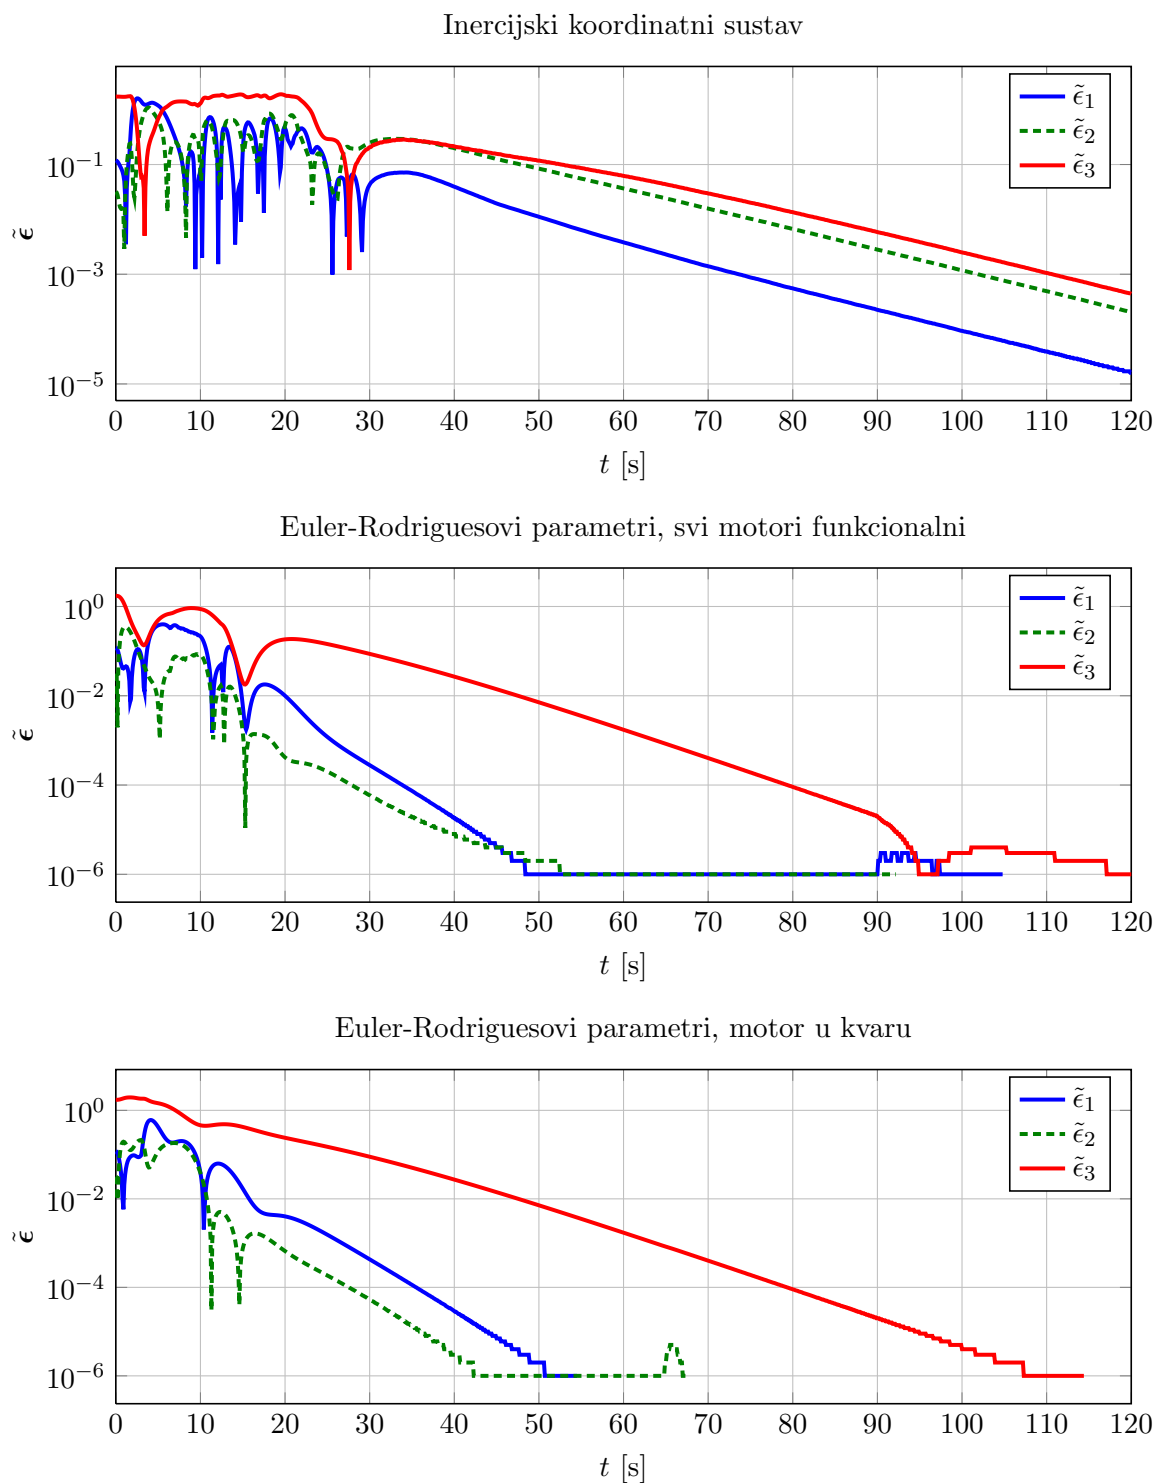 Inercijski koordinatni sustav
ϵ̃₁
ϵ̃₂
ϵ̃₃
10⁻¹
10⁻³
10⁻⁵
ϵ̃
0 10 20 30 40 50 60 70 80 90 100 110 120
t [s]
Euler-Rodriguesovi parametri, svi motori funkcionalni
ϵ̃₁
ϵ̃₂
ϵ̃₃
10⁰
10⁻²
10⁻⁴
10⁻⁶
ϵ̃
0 10 20 30 40 50 60 70 80 90 100 110 120
t [s]
Euler-Rodriguesovi parametri, motor u kvaru
ϵ̃₁
ϵ̃₂
ϵ̃₃
10⁰
10⁻²
10⁻⁴
10⁻⁶
ϵ̃
0 10 20 30 40 50 60 70 80 90 100 110 120
t [s]